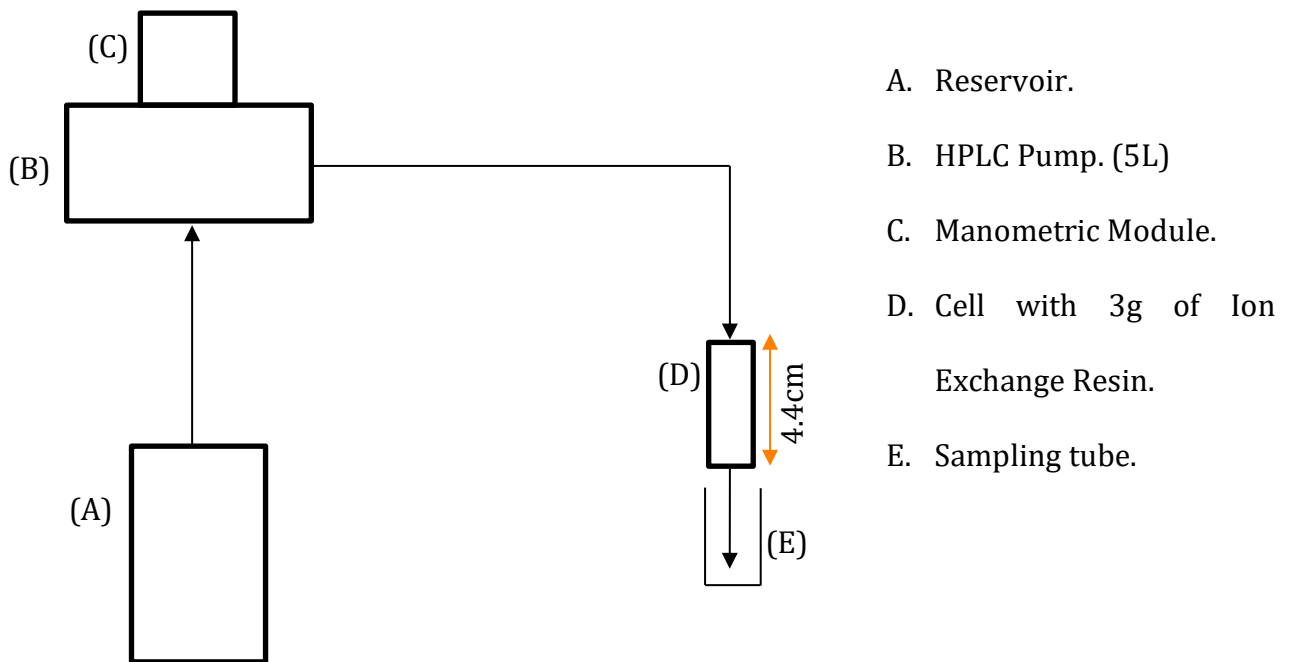 (C)
(B)
(D)
4.4cm
(A)
(E)
A. Reservoir.
B. HPLC Pump. (5L)
C. Manometric Module.
D. Cell with 3g of Ion
Exchange Resin.
E. Sampling tube.